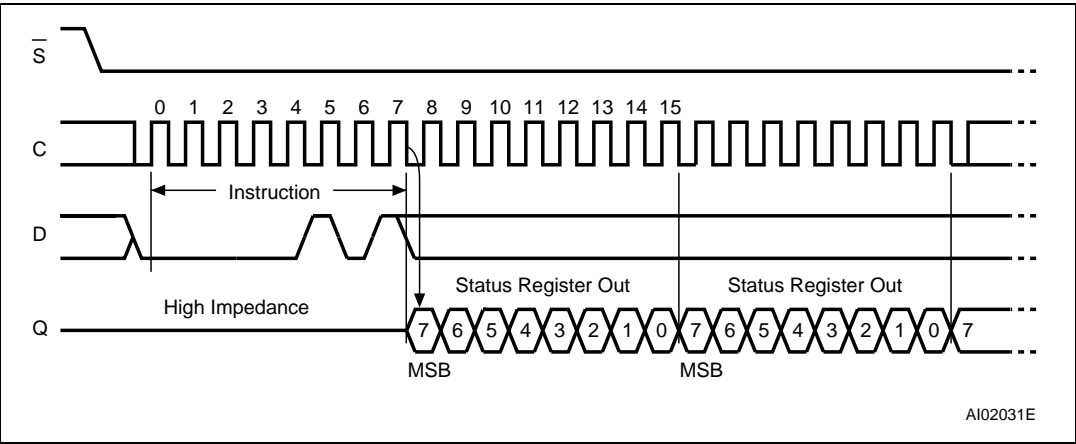 S
0 1 2 3 4 5 6 7 8 9 10 11 12 13 14 15
C
Instruction
D
Status Register Out Status Register Out
High Impedance
Q
7 6 5 4 3 2 1 0 7 6 5 4 3 2 1 0 7
MSB MSB
AI02031E